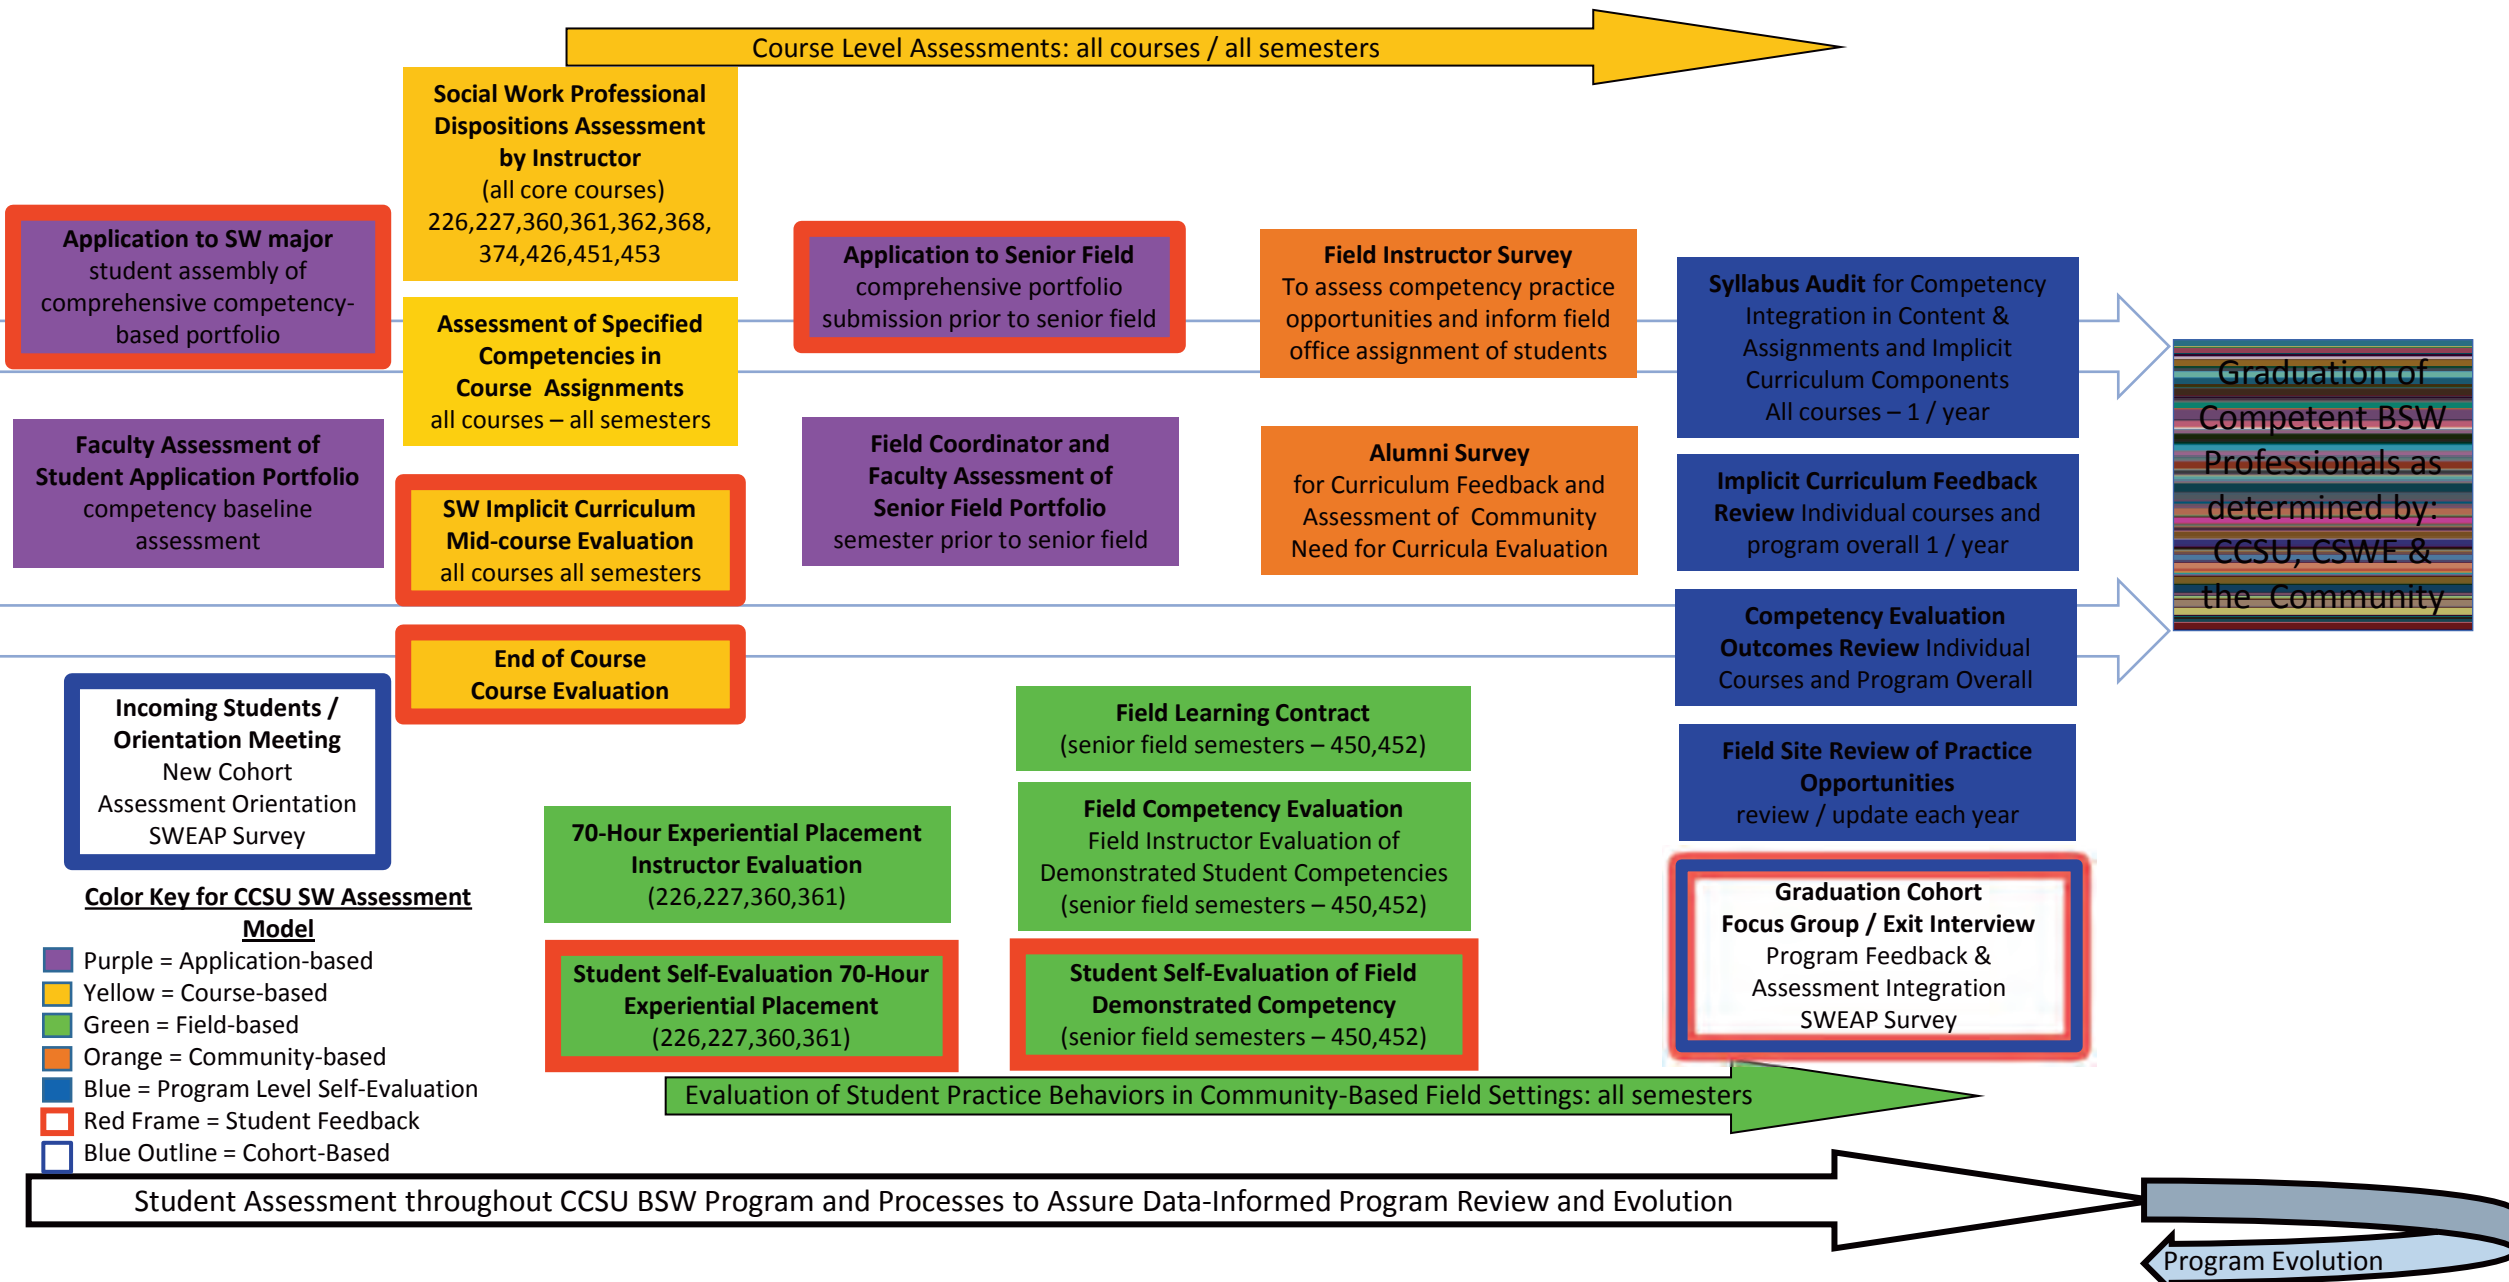 Course Level Assessments: all courses / all semesters
Social Work Professional
Dispositions Assessment
by Instructor
(all core courses)
226,227,360,361,362,368,
374,426,451,453
Application to SW major
student assembly of
comprehensive competency-
based portfolio
Assessment of Specified
Competencies in
Course Assignments
all courses – all semesters
Application to Senior Field
comprehensive portfolio
submission prior to senior field
Field Instructor Survey
To assess competency practice
opportunities and inform field
office assignment of students
Syllabus Audit for Competency
Integration in Content &
Assignments and Implicit
Curriculum Components
All courses – 1 / year
Graduation of
Competent BSW
Professionals as
determined by:
CCSU, CSWE &
the Community
Faculty Assessment of
Student Application Portfolio
competency baseline
assessment
SW Implicit Curriculum
Mid-course Evaluation
all courses all semesters
Field Coordinator and
Faculty Assessment of
Senior Field Portfolio
semester prior to senior field
Alumni Survey
for Curriculum Feedback and
Assessment of Community
Need for Curricula Evaluation
Implicit Curriculum Feedback
Review Individual courses and
program overall 1 / year
Competency Evaluation
Outcomes Review Individual
Courses and Program Overall
End of Course
Course Evaluation
Incoming Students /
Orientation Meeting
New Cohort
Assessment Orientation
SWEAP Survey
Field Learning Contract
(senior field semesters – 450,452)
Field Site Review of Practice
Opportunities
review / update each year
70-Hour Experiential Placement
Instructor Evaluation
(226,227,360,361)
Field Competency Evaluation
Field Instructor Evaluation of
Demonstrated Student Competencies
(senior field semesters – 450,452)
Graduation Cohort
Focus Group / Exit Interview
Program Feedback &
Assessment Integration
SWEAP Survey
Student Self-Evaluation 70-Hour
Experiential Placement
(226,227,360,361)
Student Self-Evaluation of Field
Demonstrated Competency
(senior field semesters – 450,452)
Color Key for CCSU SW Assessment
Model
Purple = Application-based
Yellow = Course-based
Green = Field-based
Orange = Community-based
Blue = Program Level Self-Evaluation
Red Frame = Student Feedback
Blue Outline = Cohort-Based
Evaluation of Student Practice Behaviors in Community-Based Field Settings: all semesters
Student Assessment throughout CCSU BSW Program and Processes to Assure Data-Informed Program Review and Evolution
Program Evolution